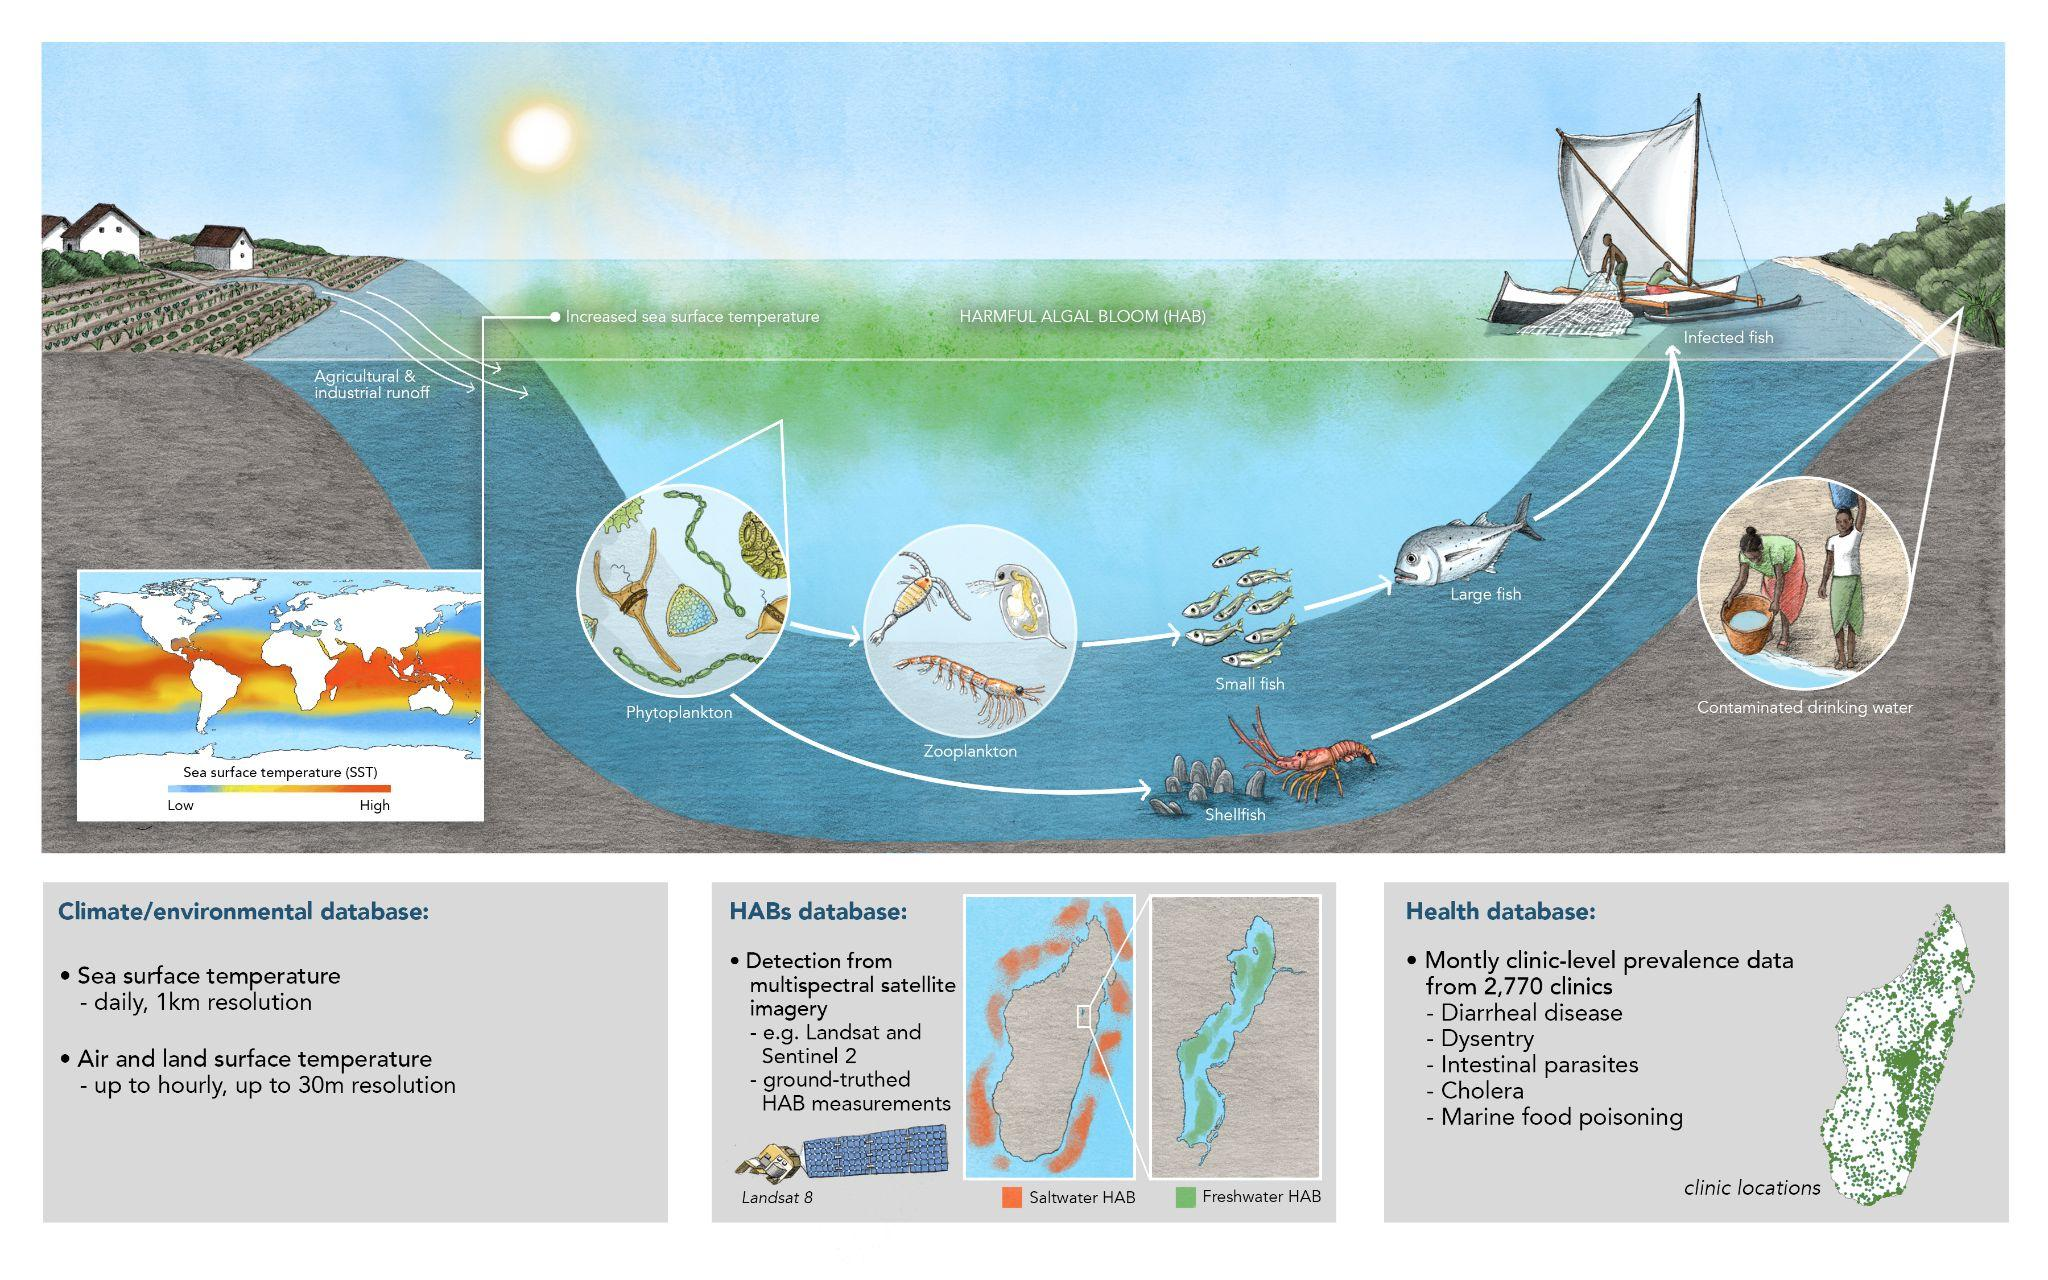 Increased sea surface temperature
HARMFUL ALGAL BLOOM (HAB)
Infected fish
Agricultural &
industrial runoff
Large fish
Small fish
Phytoplankton
Zooplankton
Contaminated drinking water
Shellfish
Sea surface temperature (SST)
Low
High
Climate/environmental database:
• Sea surface temperature
- daily, 1km resolution
• Air and land surface temperature
- up to hourly, up to 30m resolution
HABs database:
• Detection from
multispectral satellite
imagery
- e.g. Landsat and
Sentinel 2
- ground-truthed
HAB measurements
Landsat 8
Saltwater HAB
Freshwater HAB
Health database:
• Montly clinic-level prevalence data
from 2,770 clinics
- Diarrheal disease
- Dysentry
- Intestinal parasites
- Cholera
- Marine food poisoning
clinic locations